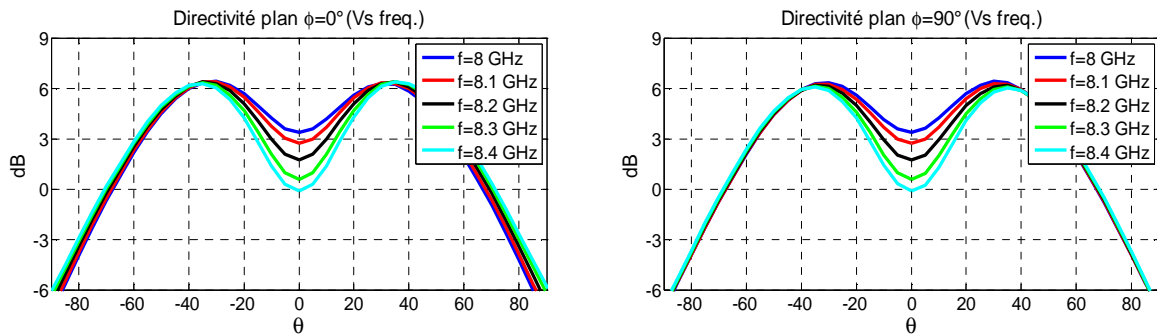 Directivité plan ϕ=0° (Vs freq.)
9
6
3
0
-3
-6
dB
-80 -60 -40 -20 0 20 40 60 80
θ
f=8 GHz
f=8.1 GHz
f=8.2 GHz
f=8.3 GHz
f=8.4 GHz
Directivité plan ϕ=90° (Vs freq.)
9
6
3
0
-3
-6
dB
-80 -60 -40 -20 0 20 40 60 80
θ
f=8 GHz
f=8.1 GHz
f=8.2 GHz
f=8.3 GHz
f=8.4 GHz